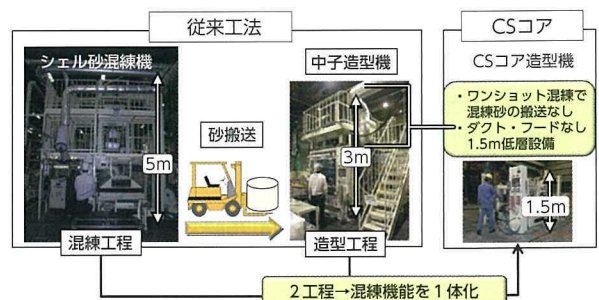 従来工法
CSコア
シェル砂混練機
5m
混練工程
砂搬送
中子造型機
3m
造型工程
CSコア造型機
・ワンショット混練で
混練砂の搬送なし
・ダクト・フードなし
1.5m低層設備
1.5m
2工程→混練機能を1体化